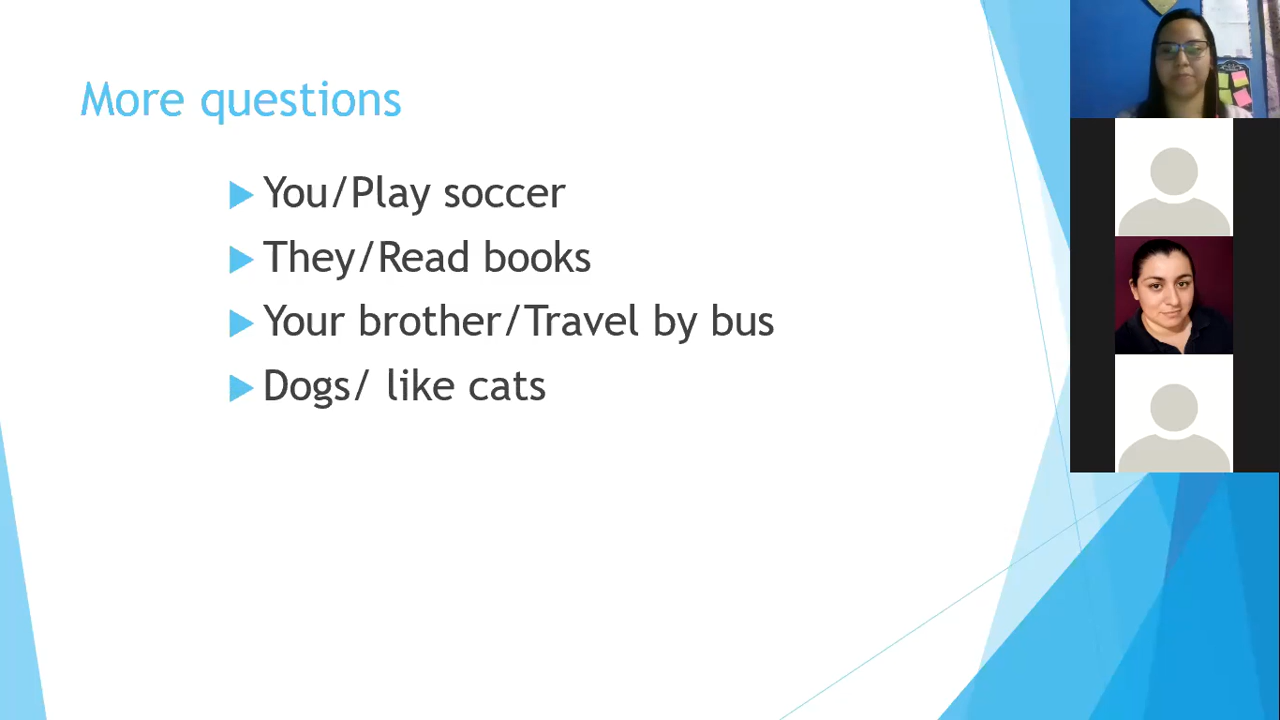 More questions
You/Play soccer
They/Read books
Your brother/Travel by bus
Dogs/ like cats